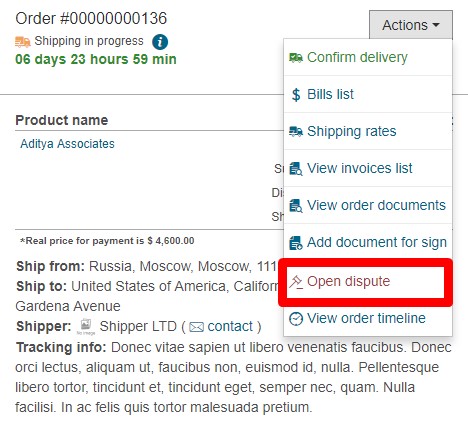 Order #00000000136
Actions
Shipping in progress
06 days 23 hours 59 min
Confirm delivery
Bills list
Shipping rates
View invoices list
View order documents
Add document for sign
Open dispute
View order timeline
Product name
Aditya Associates
*Real price for payment is $ 4,600.00
Ship from: Russia, Moscow, Moscow, 111
Ship to: United States of America,
Gardena Avenue
Shipper: Shipper LTD ( contact )
Tracking info: Donec vitae sapien ut libero venenatis faucibus. Donec
orci lectus, aliquam ut, faucibus non, euismod id, nulla. Pellentesque
libero tortor, tincidunt et, tincidunt eget, semper nec, quam. Nulla
facilisi. In ac felis quis tortor malesuada pretium.